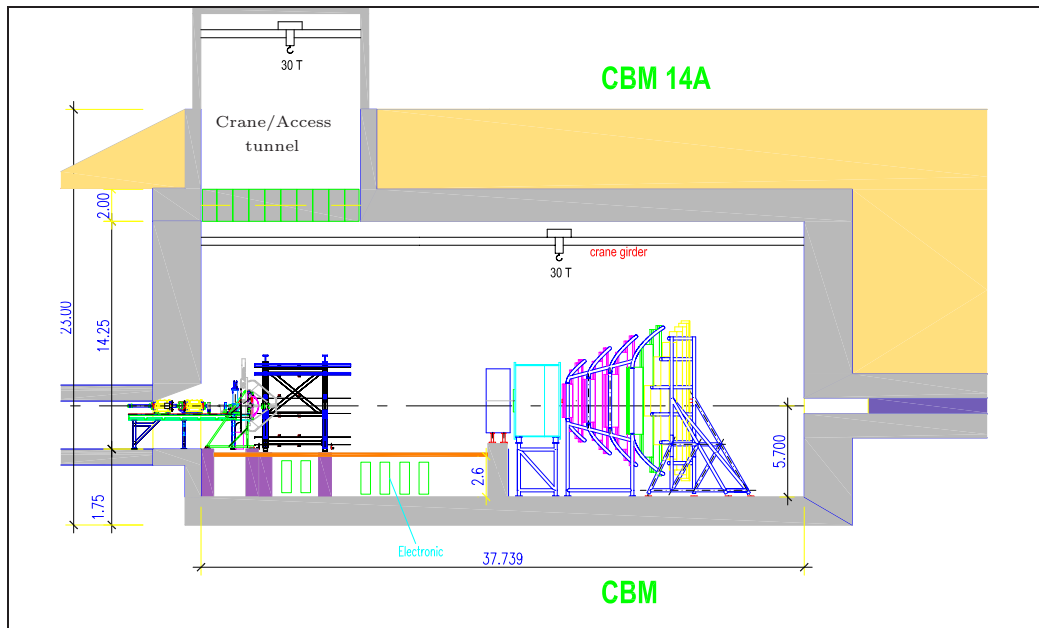 30 T
CBM 14A
Crane/Access
tunnel
2.00
crane girder
30 T
23.00
14.25
5.700
2.6
1.75
Electronic
37.739
CBM